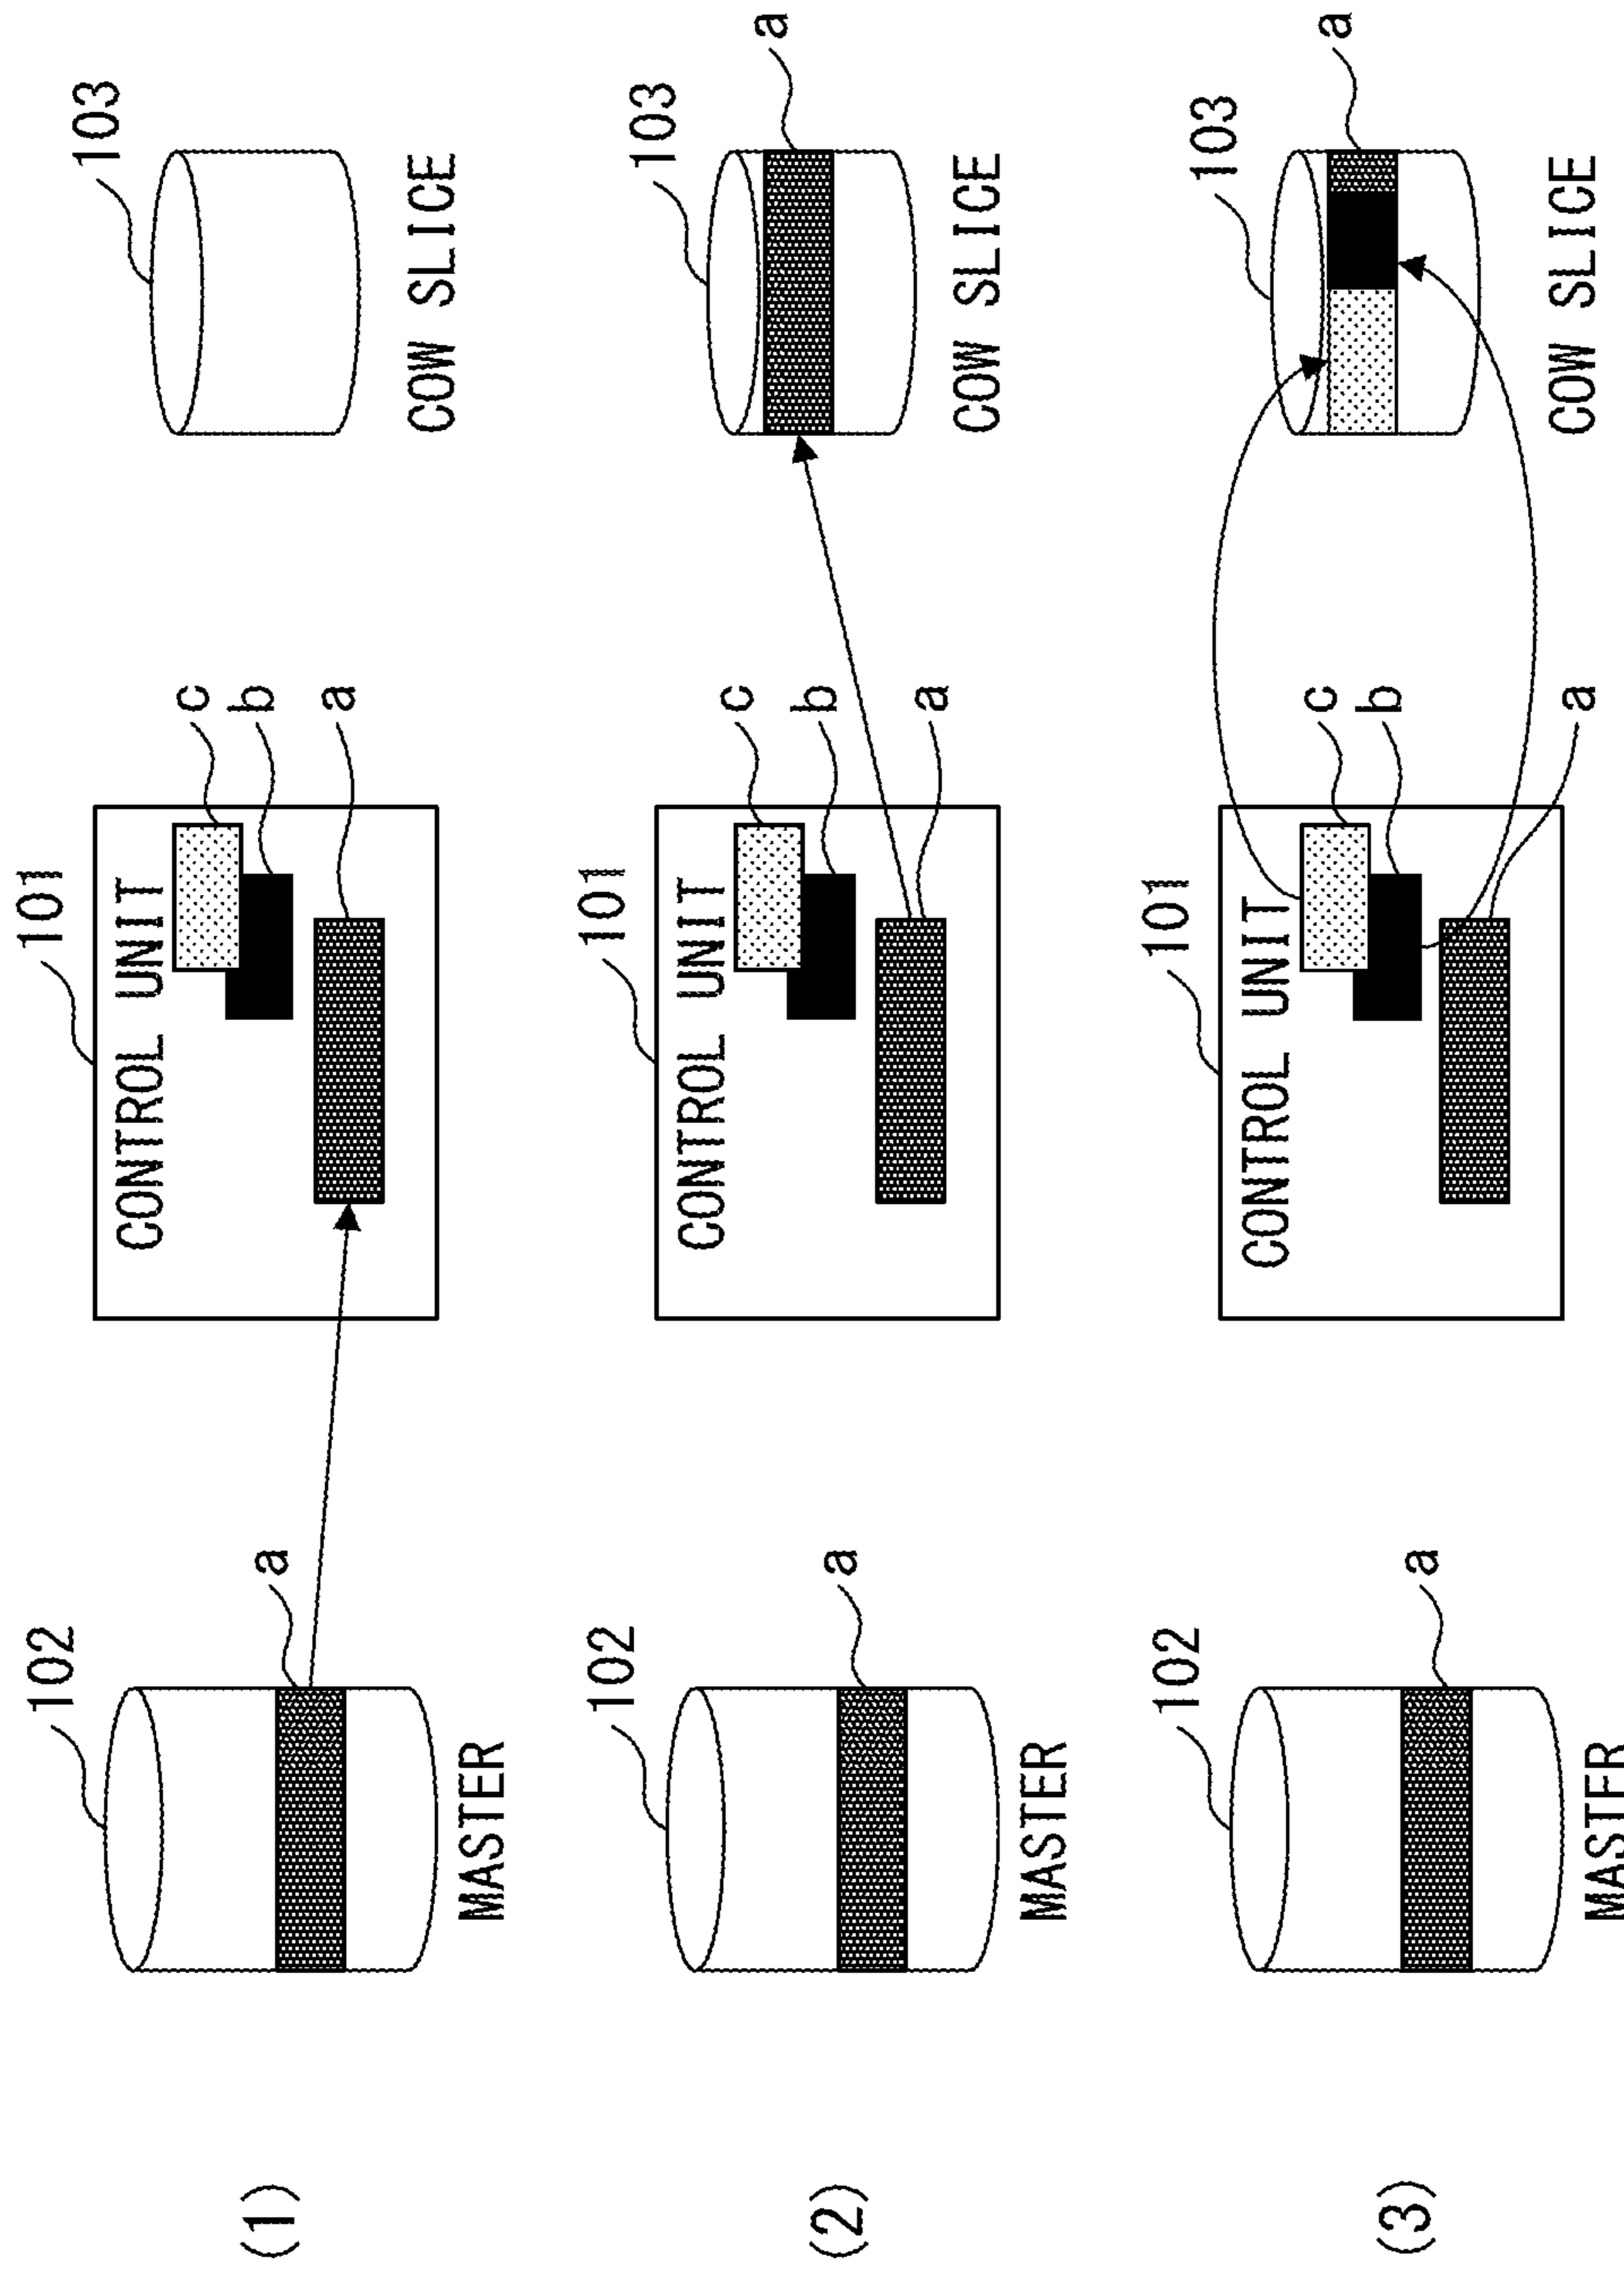 (1)
102
a
MASTER
101
CONTROL UNIT
c
b
a
103
COW SLICE
(2)
102
a
MASTER
101
CONTROL UNIT
c
b
a
103
a
COW SLICE
(3)
102
a
MASTER
101
CONTROL UNIT
c
b
a
103
a
COW SLICE